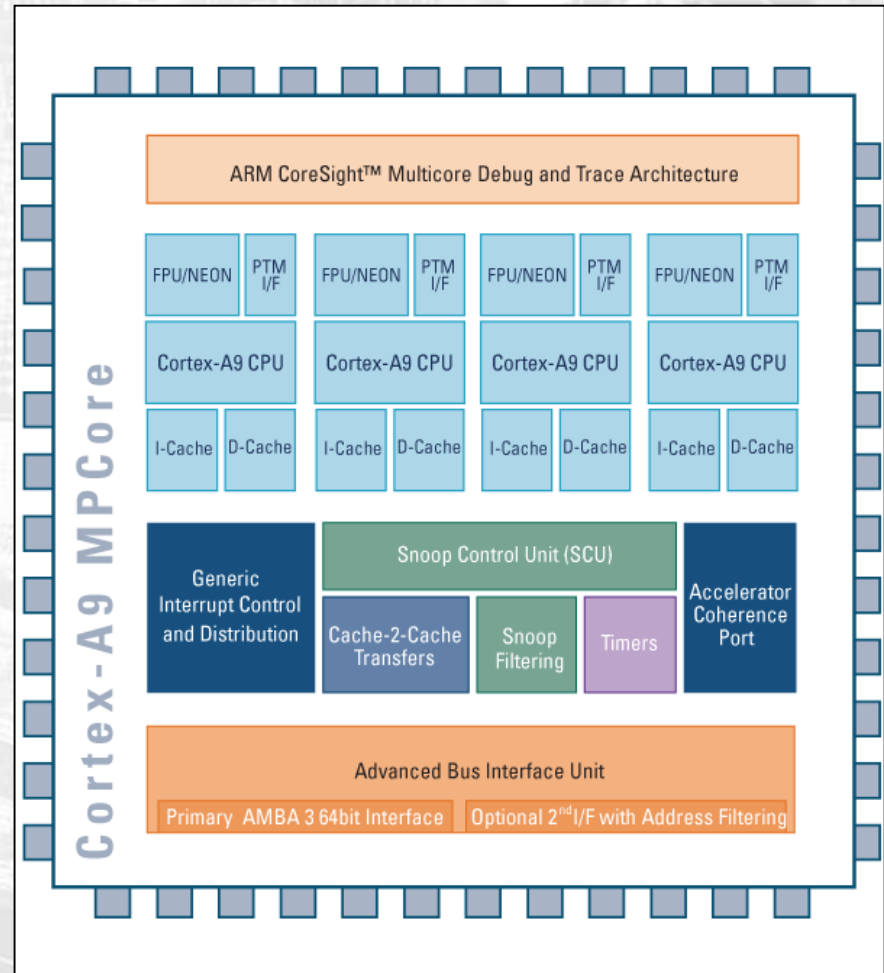 ARM CoreSight™ Multicore Debug and Trace Architecture
FPU/NEON
PTM
I/F
FPU/NEON
PTM
I/F
FPU/NEON
PTM
I/F
FPU/NEON
PTM
I/F
Cortex-A9 CPU
Cortex-A9 CPU
Cortex-A9 CPU
Cortex-A9 CPU
I-Cache
D-Cache
I-Cache
D-Cache
I-Cache
D-Cache
I-Cache
D-Cache
Cortex-A9 MPCore
Generic
Interrupt Control
and Distribution
Snoop Control Unit (SCU)
Cache-2-Cache
Transfers
Snoop
Filtering
Timers
Accelerator
Coherence
Port
Advanced Bus Interface Unit
Primary AMBA 3 64bit Interface
Optional 2nd I/F with Address Filtering